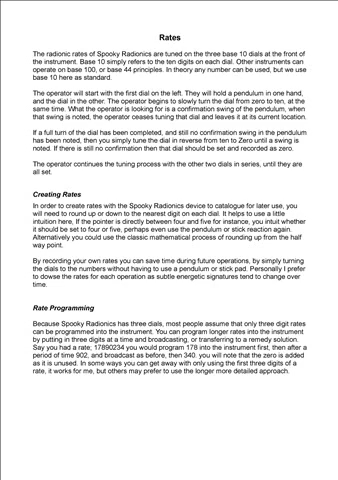 Rates
The radionic rates of Spooky Radionics are tuned on the three base 10 dials at the front of
the instrument. Base 10 simply refers to the ten digits on each dial. Other instruments can
operate on base 100, or base 44 principles. In theory any number can be used, but we use
base 10 here as standard.
The operator will start with the first dial on the left. They will hold a pendulum in one hand,
and the dial in the other. The operator begins to slowly turn the dial from zero to ten, at the
same time. What the operator is looking for is a confirmation swing of the pendulum, when
that swing is noted, the operator ceases tuning that dial and leaves it at its current location.
If a full turn of the dial has been completed, and still no confirmation swing in the pendulum
has been noted, then you simply tune the dial in reverse from ten to Zero until a swing is
noted. If there is still no confirmation then that dial should be set and recorded as zero.
The operator continues the tuning process with the other two dials in series, until they are
all set.
Creating Rates
In order to create rates with the Spooky Radionics device to catalogue for later use, you
will need to round up or down to the nearest digit on each dial. It helps to use a little
intuition here, If the pointer is directly between four and five for instance, you intuit whether
it should be set to four or five, perhaps even use the pendulum or stick reaction again.
Alternatively you could use the classic mathematical process of rounding up from the half
way point.
By recording your own rates you can save time during future operations, by simply turning
the dials to the numbers without having to use a pendulum or stick pad. Personally I prefer
to dowse the rates for each operation as subtle energetic signatures tend to change over
time.
Rate Programming
Because Spooky Radionics has three dials, most people assume that only three digit rates
can be programmed into the instrument. You can program longer rates into the instrument
by putting in three digits at a time and broadcasting, or transferring to a remedy solution.
Say you had a rate; 17890234 you would program 178 into the instrument first, then after a
period of time 902, and broadcast as before, then 340. you will note that the zero is added
as it is unused. In some ways you can get away with only using the first three digits of a
rate, it works for me, but others may prefer to use the longer more detailed approach.